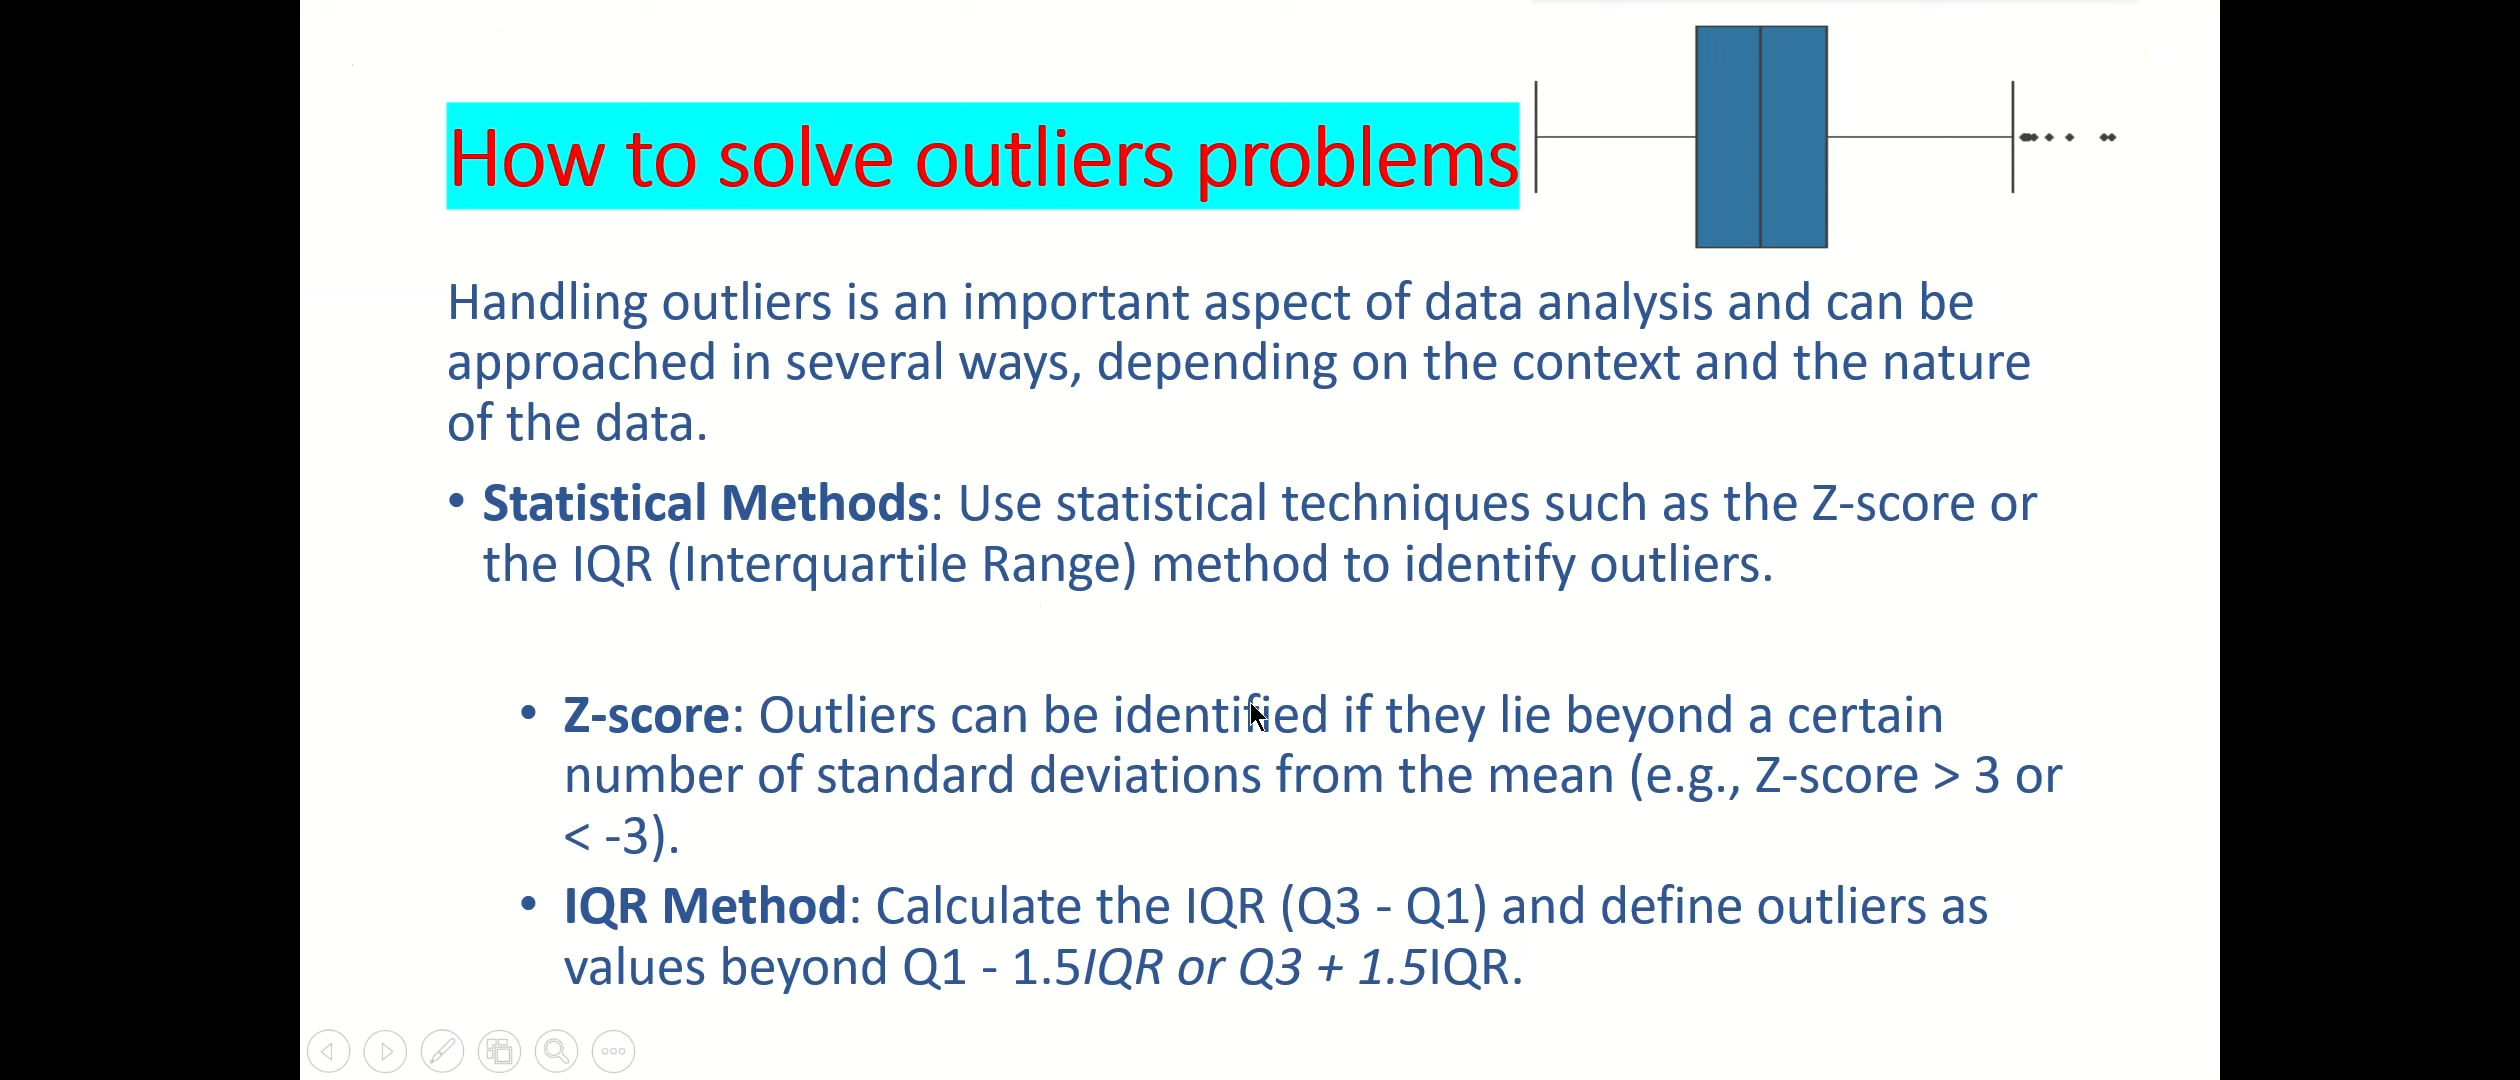 How to solve outliers problems
Handling outliers is an important aspect of data analysis and can be
approached in several ways, depending on the context and the nature
of the data.
• Statistical Methods: Use statistical techniques such as the Z-score or
the IQR (Interquartile Range) method to identify outliers.
• Z-score: Outliers can be identified if they lie beyond a certain
number of standard deviations from the mean (e.g., Z-score > 3 or
< -3).
• IQR Method: Calculate the IQR (Q3 - Q1) and define outliers as
values beyond Q1 - 1.5IQR or Q3 + 1.5IQR.